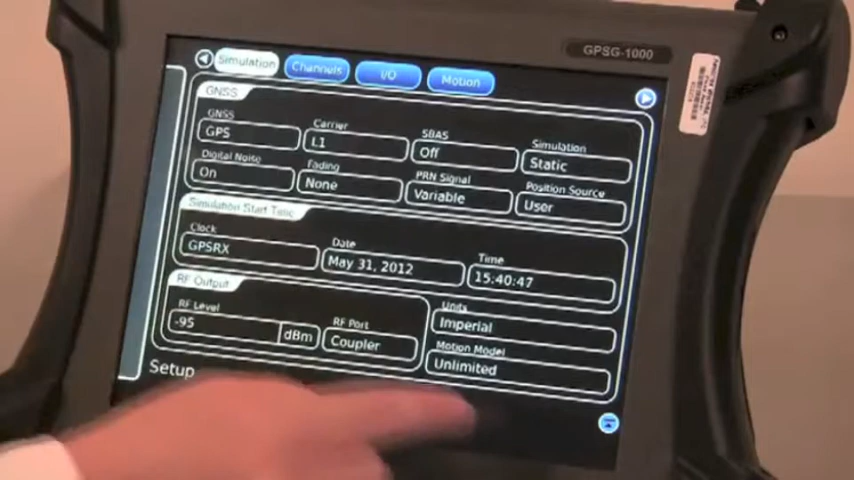 GPSG-1000
Simulation Channels I/O Motion
GNSS
GNSS Carrier SBAS Simulation
GPS L1 Off Static
Digital Noise Fading PRN Signal Position Source
On None Variable User
Simulation Start Time
Clock Date Time
GPSRX May 31, 2012 15:40:47
RF Output
RF Level RF Port Units
-95 dBm Coupler Imperial
Motion Model
Unlimited
Setup